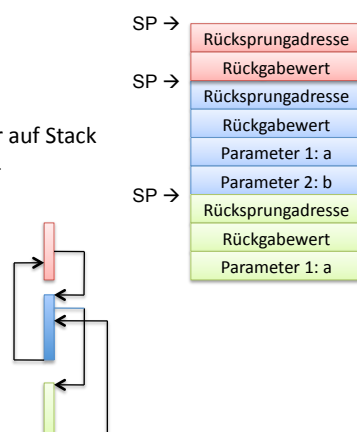 SP →
Rücksprungadresse
Rückgabewert
SP →
Rücksprungadresse
Rückgabewert
Parameter 1: a
Parameter 2: b
SP →
Rücksprungadresse
Rückgabewert
Parameter 1: a
auf Stack